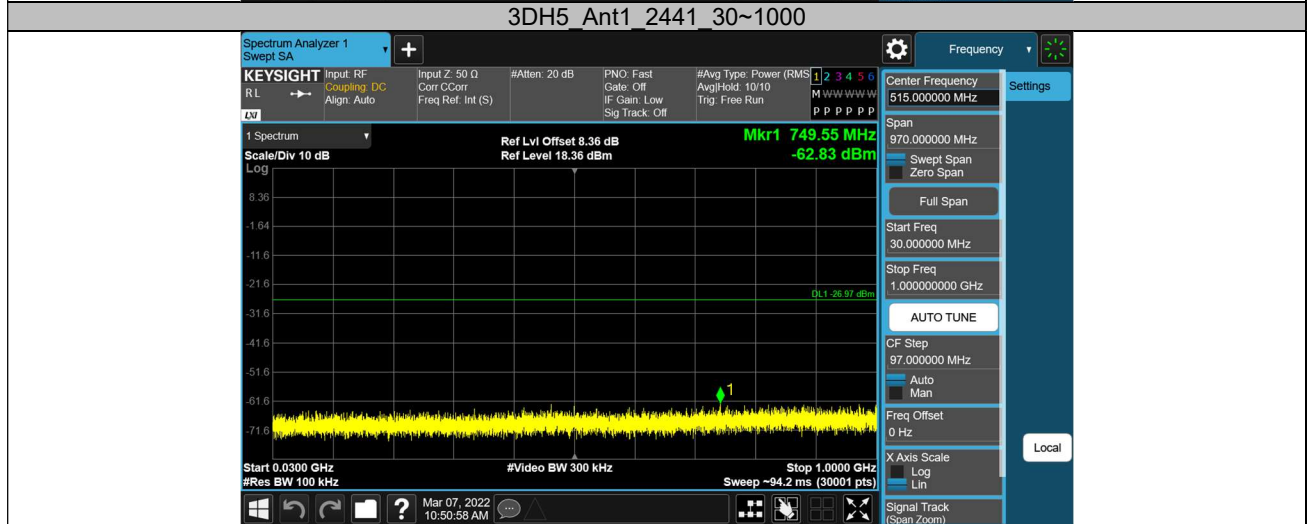 3DH5_Ant1_2441_30~1000
Spectrum Analyzer 1
Swept SA
+
Frequency
KEYSIGHT
RL
LXI
Input: RF
Coupling: DC
Align: Auto
Input Z: 50 Ω
Corr CCorr
Freq Ref: Int (S)
#Atten: 20 dB
PNO: Fast
Gate: Off
IF Gain: Low
Sig Track: Off
#Avg Type: Power (RMS
Avg|Hold: 10/10
Trig: Free Run
1 2 3 4 5 6
M W W W W W
P P P P P P
1 Spectrum
Scale/Div 10 dB
Log
Ref Lvl Offset 8.36 dB
Ref Level 18.36 dBm
Mkr1 749.55 MHz
-62.83 dBm
8.36
-1.64
-11.6
-21.6
DL1 -26.97 dBm
-31.6
-41.6
-51.6
1
-61.6
-71.6
Start 0.0300 GHz
#Res BW 100 kHz
#Video BW 300 kHz
Stop 1.0000 GHz
Sweep ~94.2 ms (30001 pts)
?
Mar 07, 2022
10:50:58 AM
Center Frequency
515.000000 MHz
Span
970.000000 MHz
Swept Span
Zero Span
Full Span
Start Freq
30.000000 MHz
Stop Freq
1.000000000 GHz
AUTO TUNE
CF Step
97.000000 MHz
Auto
Man
Freq Offset
0 Hz
X Axis Scale
Log
Lin
Signal Track
(Span Zoom)
Settings
Local